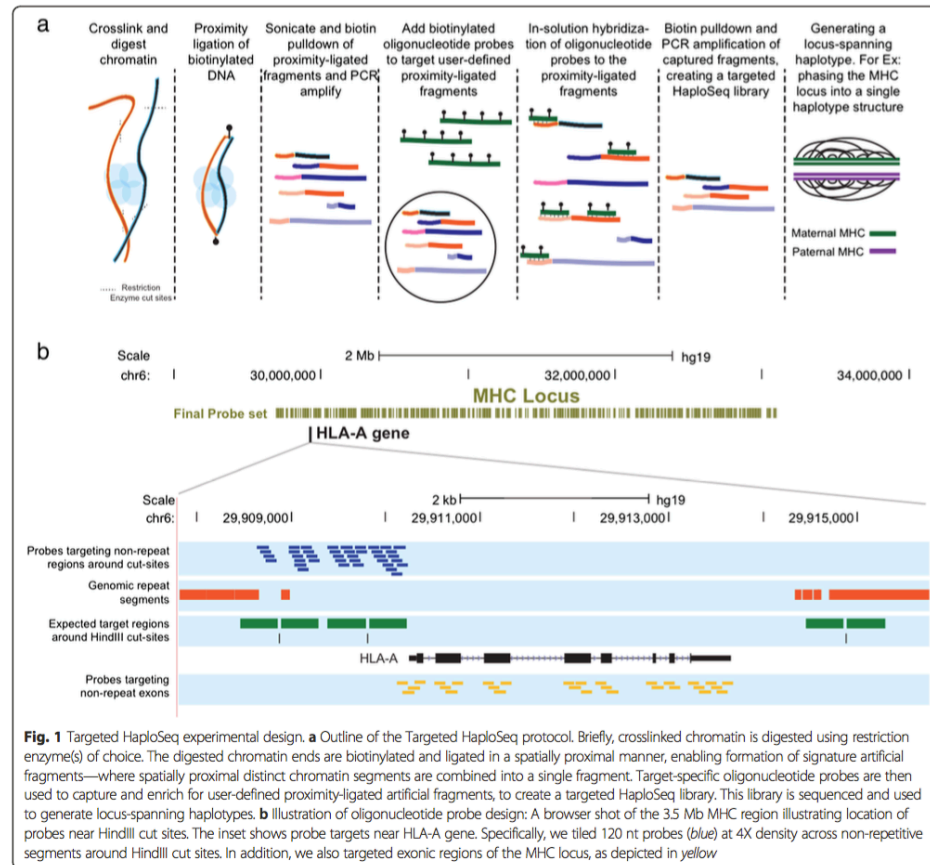 a
Crosslink and
digest
chromatin
Proximity
ligation of
biotinylated
DNA
Sonicate and biotin
pulldown of
proximity-ligated
fragments and PCR
amplify
Add biotinylated
oligonucleotide probes
to target user-defined
proximity-ligated
fragments
In-solution hybridiza-
tion of oligonucleotide
probes to the
proximity-ligated
fragments
Biotin pulldown and
PCR amplification of
captured fragments,
creating a targeted
HaploSeq library
Generating a
locus-spanning
haplotype. For Ex:
phasing the MHC
locus into a single
haplotype structure
Maternal MHC
Paternal MHC
Restriction
Enzyme cut sites
b
Scale 2 Mb hg19
chr6: 30,000,000 32,000,000 34,000,000
MHC Locus
Final Probe set
HLA-A gene
Scale 2 kb hg19
chr6: 29,909,000 29,911,000 29,913,000 29,915,000
Probes targeting non-repeat
regions around cut-sites
Genomic repeat
segments
Expected target regions
around HindIII cut-sites
HLA-A
Probes targeting
non-repeat exons
Fig. 1 Targeted HaploSeq experimental design. a Outline of the Targeted HaploSeq protocol. Briefly, crosslinked chromatin is digested using restriction
enzyme(s) of choice. The digested chromatin ends are biotinylated and ligated in a spatially proximal manner, enabling formation of signature artificial
fragments—where spatially proximal distinct chromatin segments are combined into a single fragment. Target-specific oligonucleotide probes are then
used to capture and enrich for user-defined proximity-ligated artificial fragments, to create a targeted HaploSeq library. This library is sequenced and used
to generate locus-spanning haplotypes. b Illustration of oligonucleotide probe design: A browser shot of the 3.5 Mb MHC region illustrating location of
probes near HindIII cut sites. The inset shows probe targets near HLA-A gene. Specifically, we tiled 120 nt probes (blue) at 4X density across non-repetitive
segments around HindIII cut sites. In addition, we also targeted exonic regions of the MHC locus, as depicted in yellow